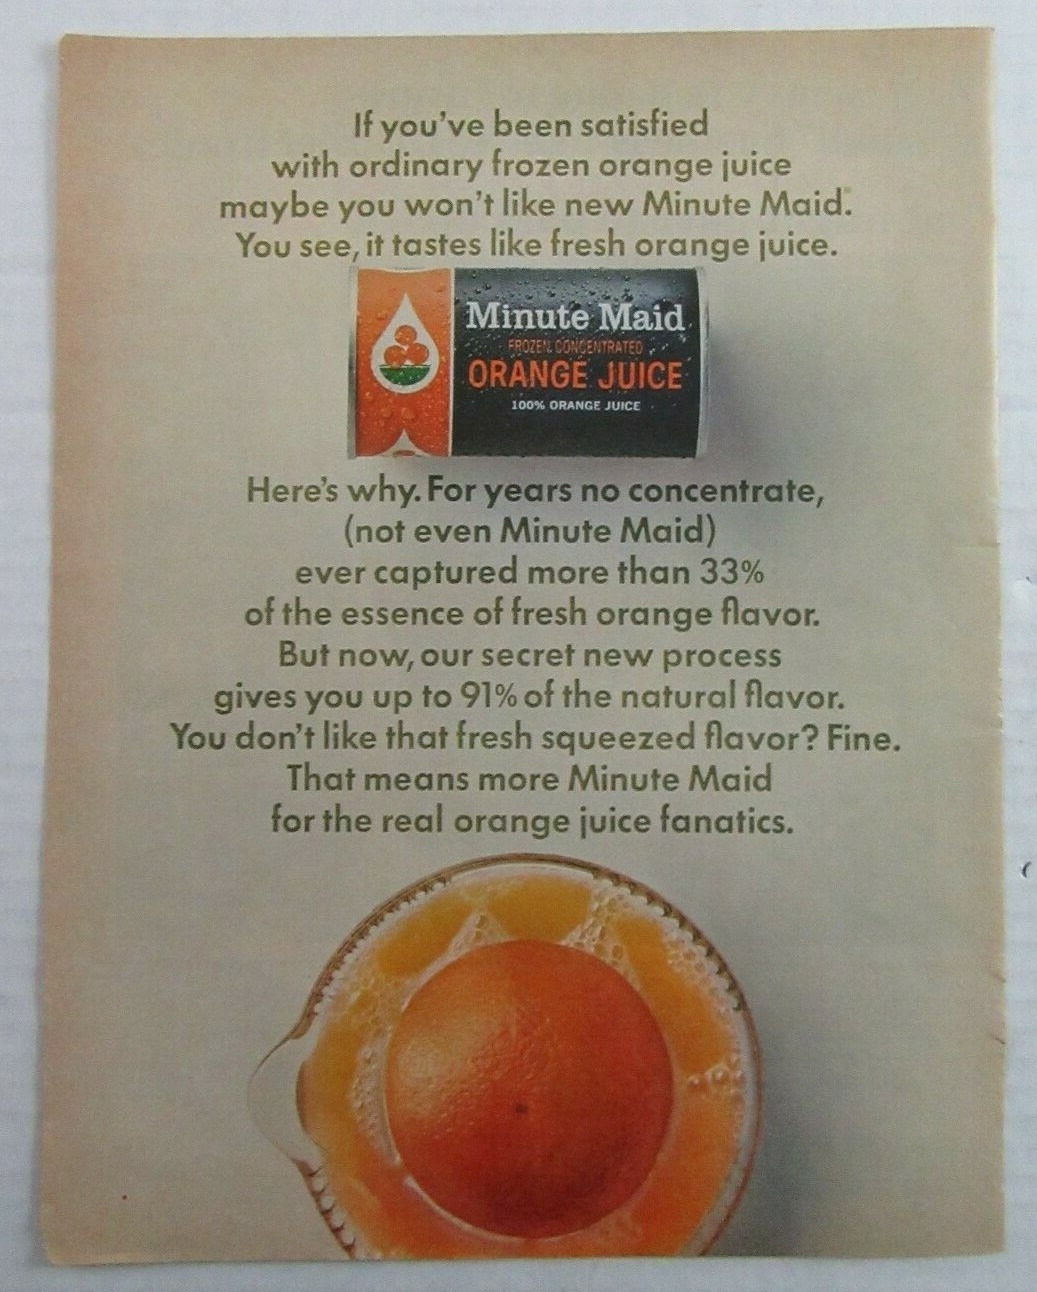 If you've been satisfied
with ordinary frozen orange juice
maybe you won't like new Minute Maid®.
You see, it tastes like fresh orange juice.
Minute Maid
FROZEN CONCENTRATED
ORANGE JUICE
100% ORANGE JUICE
Here's why. For years no concentrate,
(not even Minute Maid)
ever captured more than 33%
of the essence of fresh orange flavor.
But now, our secret new process
gives you up to 91% of the natural flavor.
You don't like that fresh squeezed flavor? Fine.
That means more Minute Maid
for the real orange juice fanatics.